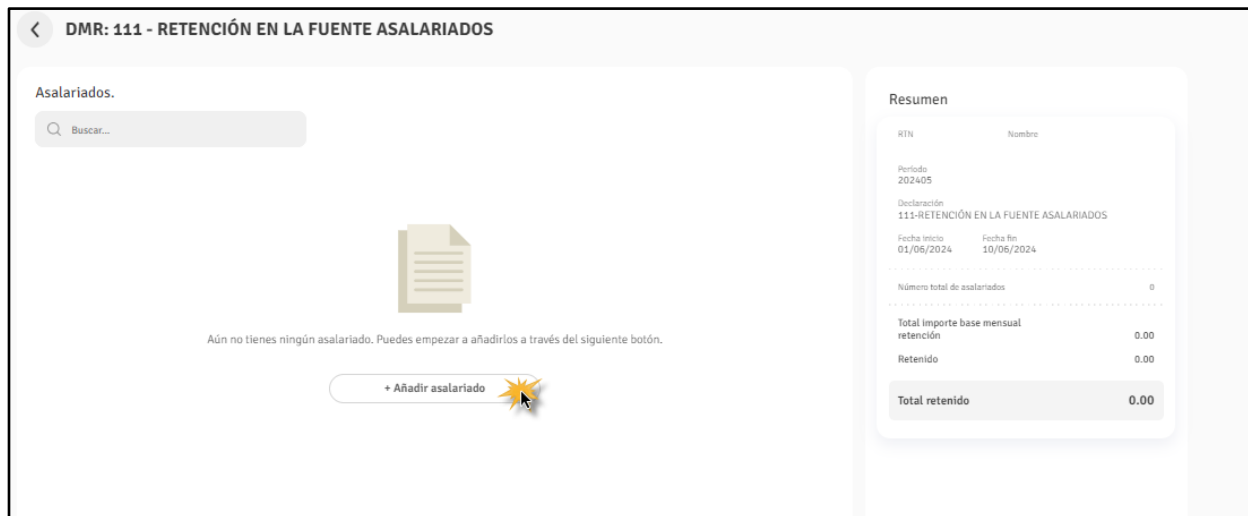 DMR: 111 - RETENCIÓN EN LA FUENTE ASALARIADOS
Asalariados.
Buscar...
Aún no tienes ningún asalariado. Puedes empezar a añadirlos a través del siguiente botón.
+ Añadir asalariado
Resumen
RTN Nombre
Período
202405
Declaración
111-RETENCIÓN EN LA FUENTE ASALARIADOS
Fecha inicio Fecha fin
01/06/2024 10/06/2024
Número total de asalariados 0
Total importe base mensual
retención 0.00
Retenido 0.00
Total retenido 0.00